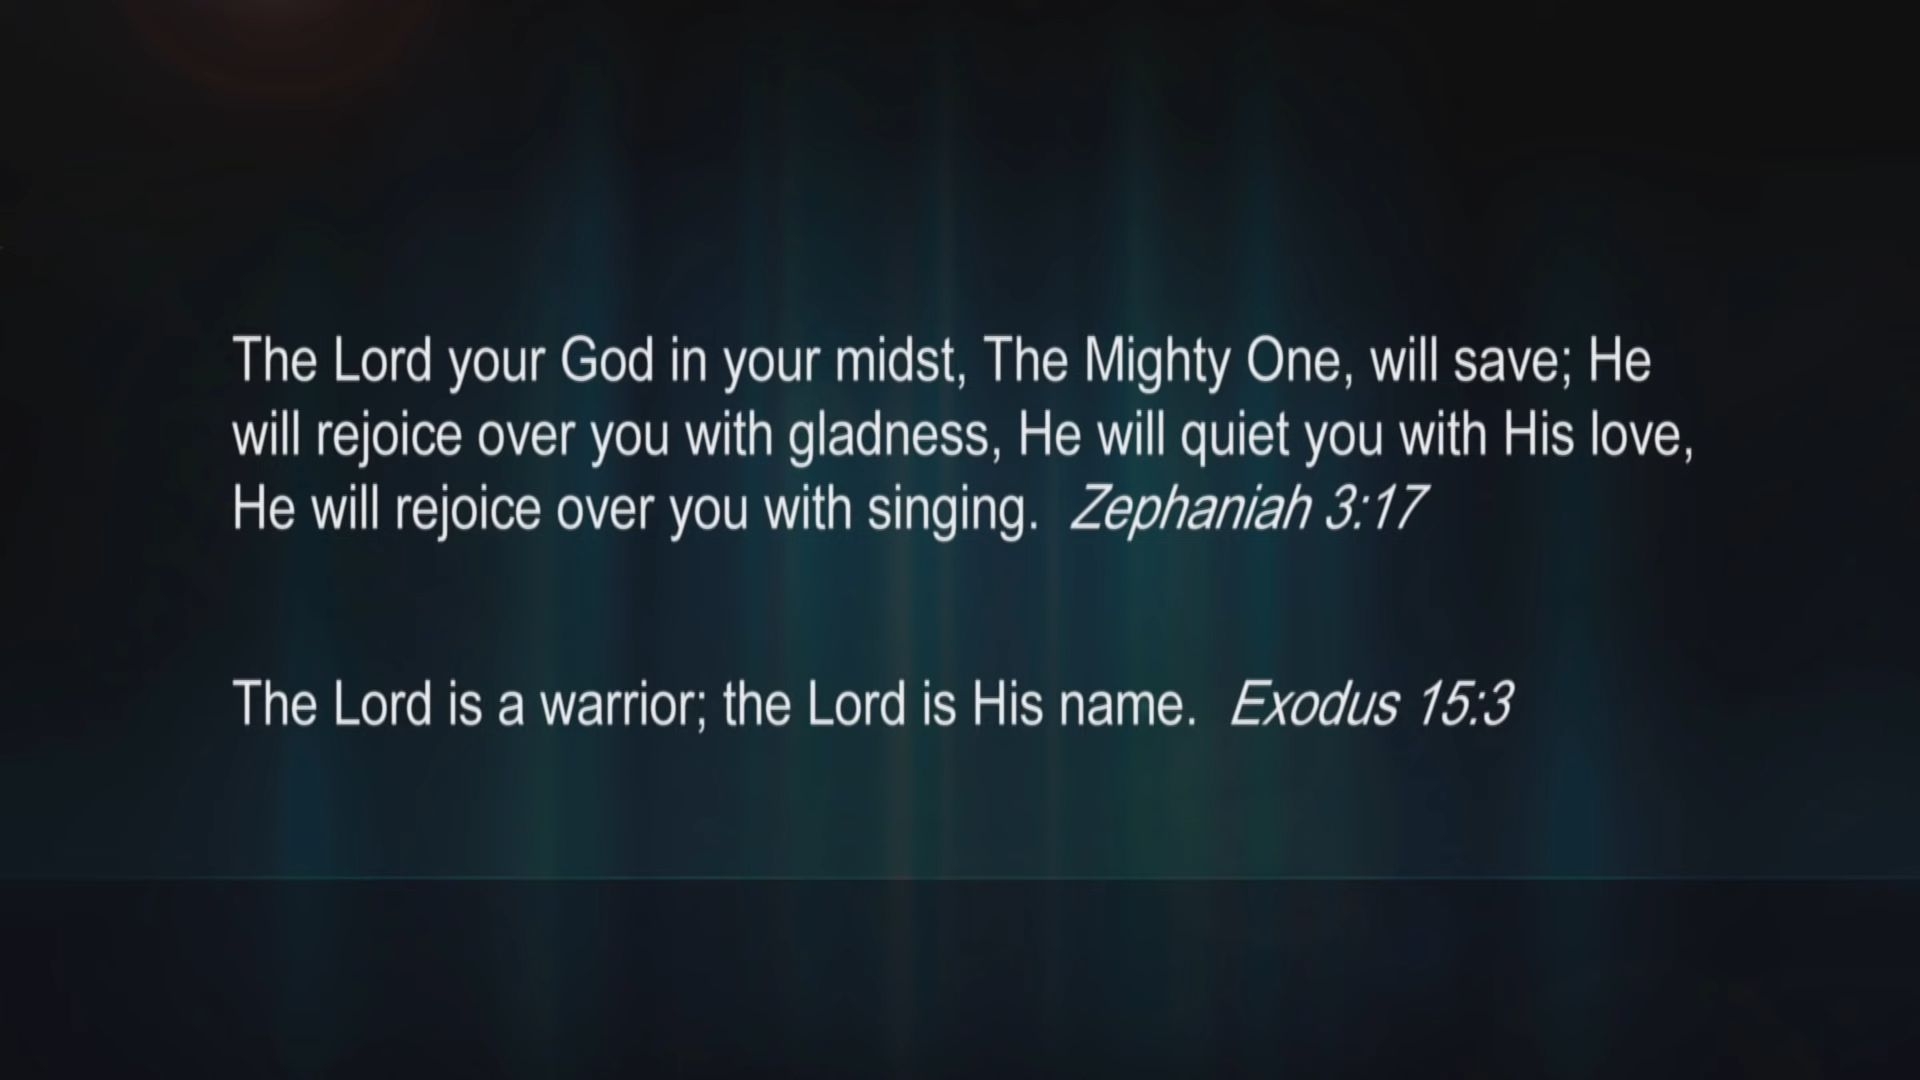 The Lord your God in your midst, The Mighty One, will save; He
will rejoice over you with gladness, He will quiet you with His love,
He will rejoice over you with singing. Zephaniah 3:17
The Lord is a warrior; the Lord is His name. Exodus 15:3